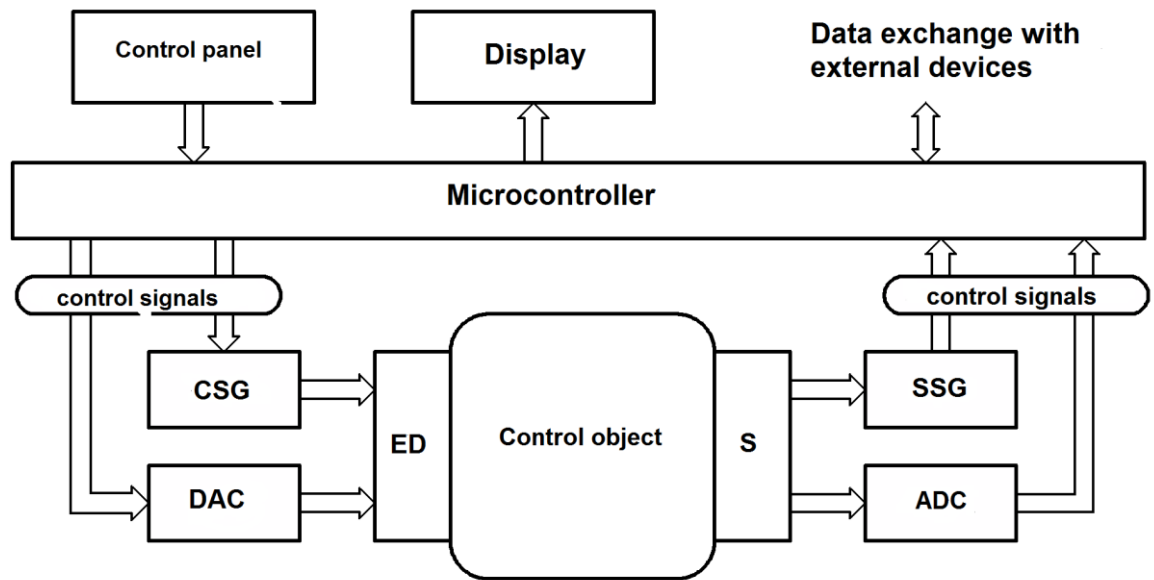 Control panel
Display
Data exchange with
external devices
Microcontroller
control signals
control signals
CSG
ED
Control object
S
SSG
DAC
ADC